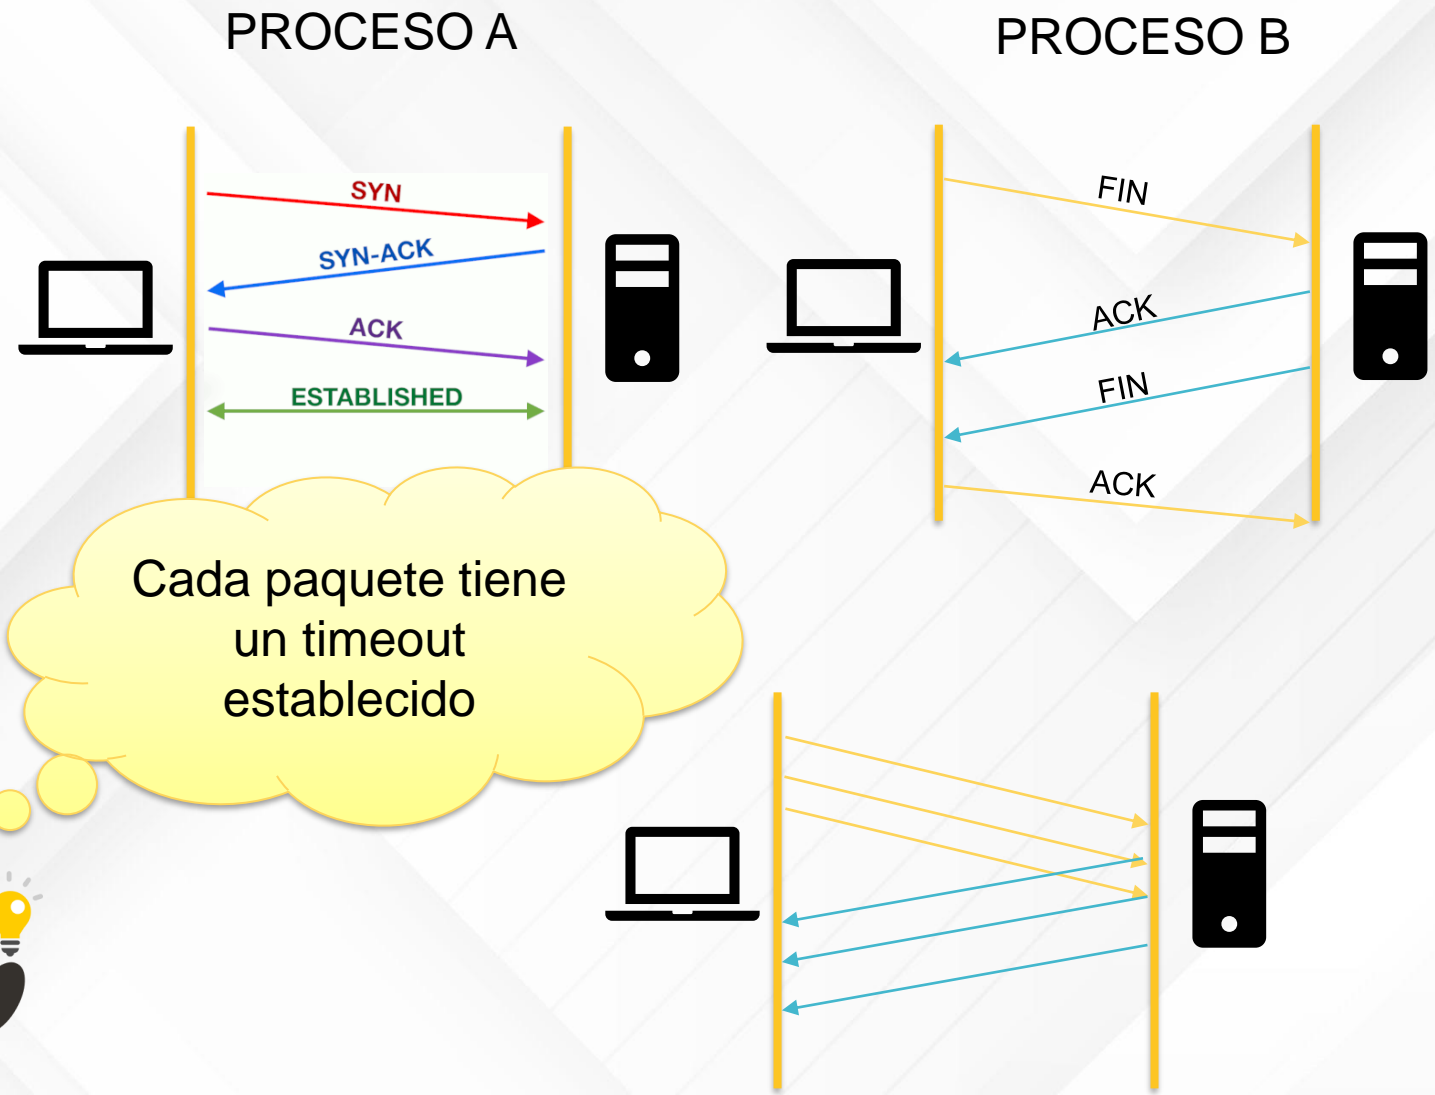 PROCESO A
SYN
SYN-ACK
ACK
ESTABLISHED
PROCESO B
FIN
ACK
FIN
ACK
Cada paquete tiene
un timeout
establecido